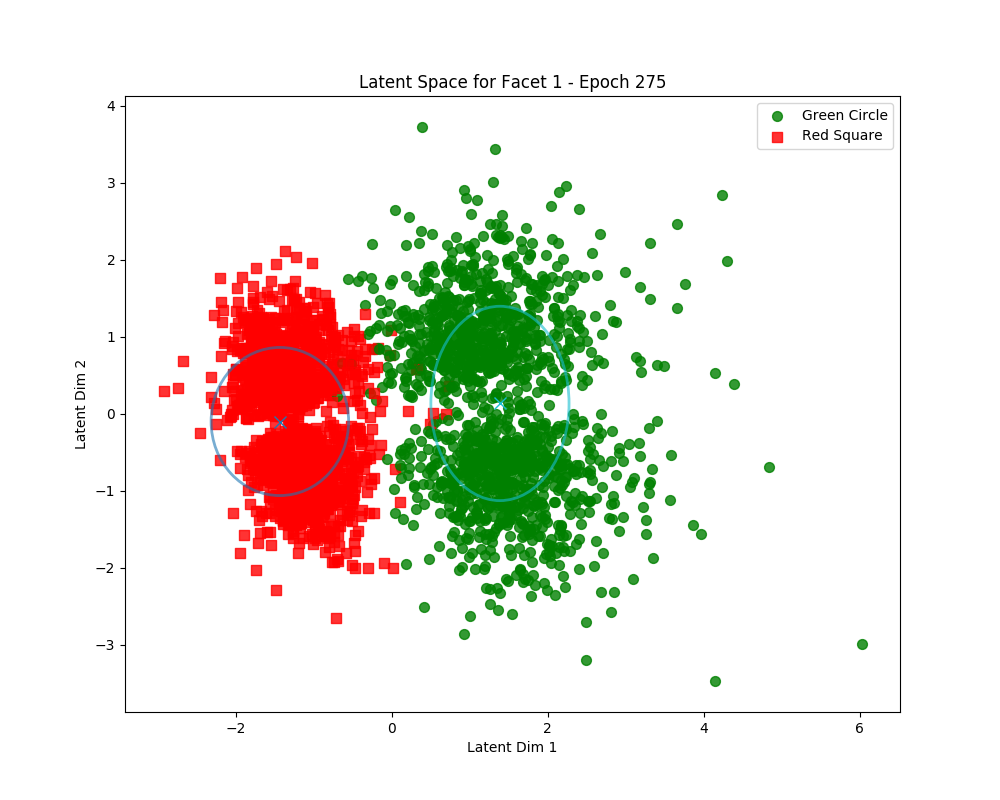 Latent Space for Facet 1 - Epoch 275
Green Circle
Red Square
4
3
2
1
0
−1
−2
−3
Latent Dim 2
−2
0
2
4
6
Latent Dim 1